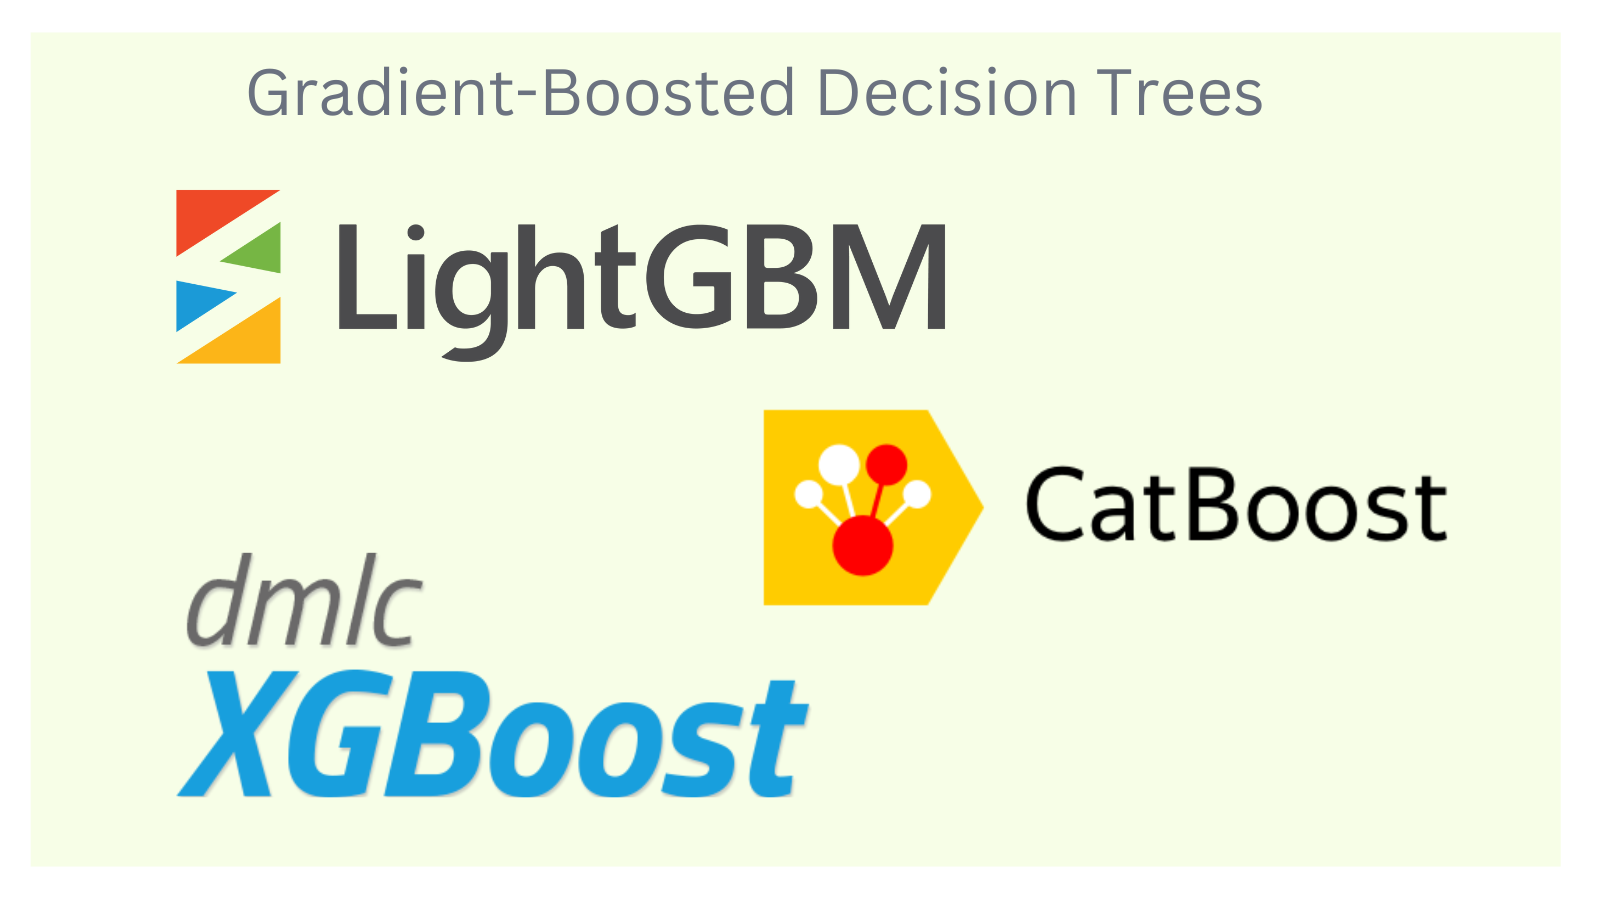 Gradient-Boosted Decision Trees
LightGBM
CatBoost
dmlc
XGBoost